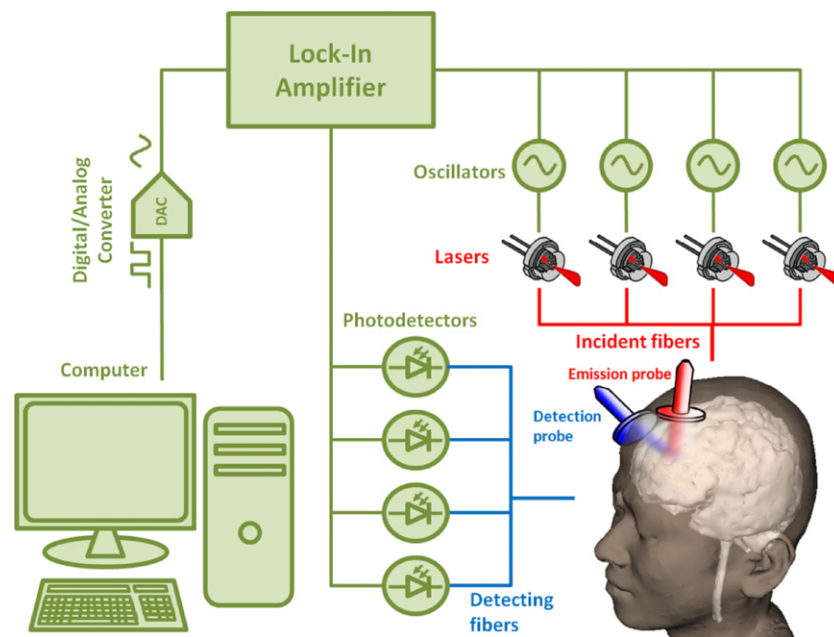 Lock-In
Amplifier
Oscillators
Digital/Analog
Converter
DAC
Lasers
Photodetectors
Incident fibers
Computer
Emission probe
Detection
probe
Detecting
fibers